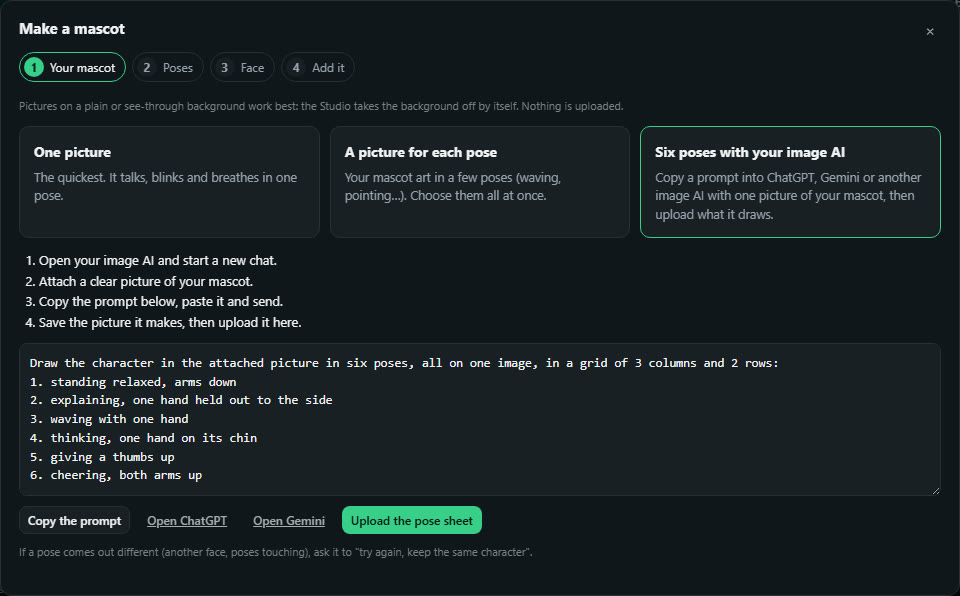 Make a mascot
×
1 Your mascot
2 Poses
3 Face
4 Add it
Pictures on a plain or see-through background work best: the Studio takes the background off by itself. Nothing is uploaded.
One picture
The quickest. It talks, blinks and breathes in one
pose.
A picture for each pose
Your mascot art in a few poses (waving,
pointing...). Choose them all at once.
Six poses with your image AI
Copy a prompt into ChatGPT, Gemini or another
image AI with one picture of your mascot, then
upload what it draws.
1. Open your image AI and start a new chat.
2. Attach a clear picture of your mascot.
3. Copy the prompt below, paste it and send.
4. Save the picture it makes, then upload it here.
Draw the character in the attached picture in six poses, all on one image, in a grid of 3 columns and 2 rows:
1. standing relaxed, arms down
2. explaining, one hand held out to the side
3. waving with one hand
4. thinking, one hand on its chin
5. giving a thumbs up
6. cheering, both arms up
Copy the prompt
Open ChatGPT
Open Gemini
Upload the pose sheet
If a pose comes out different (another face, poses touching), ask it to "try again, keep the same character".